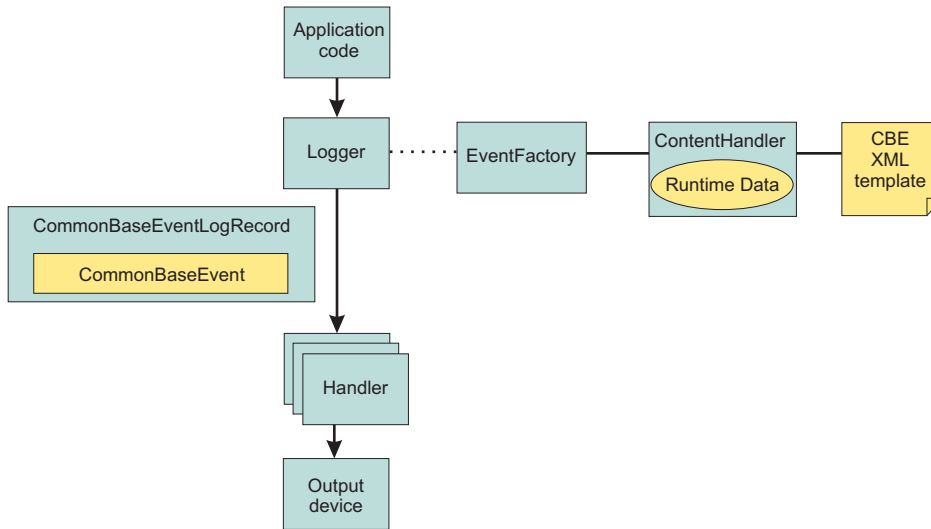 Application
code
Logger
EventFactory
ContentHandler
Runtime Data
CBE
XML
template
CommonBaseEventLogRecord
CommonBaseEvent
Handler
Output
device